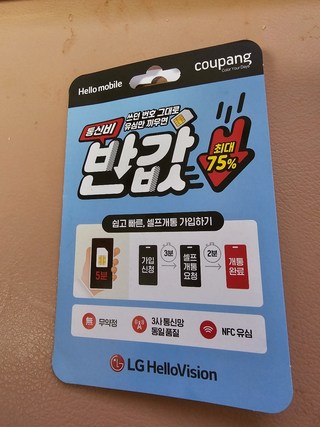 Hello mobile
coupang
통신비
쓰던 번호 그대로
유심만 끼우면
반값
최대
75%
쉽고 빠른, 셀프개통 가입하기
5분
가입
신청
3분
셀프
개통
요청
2분
개통
완료
無 무약정
3사 통신망
동일 품질
NFC 유심
LG HelloVision